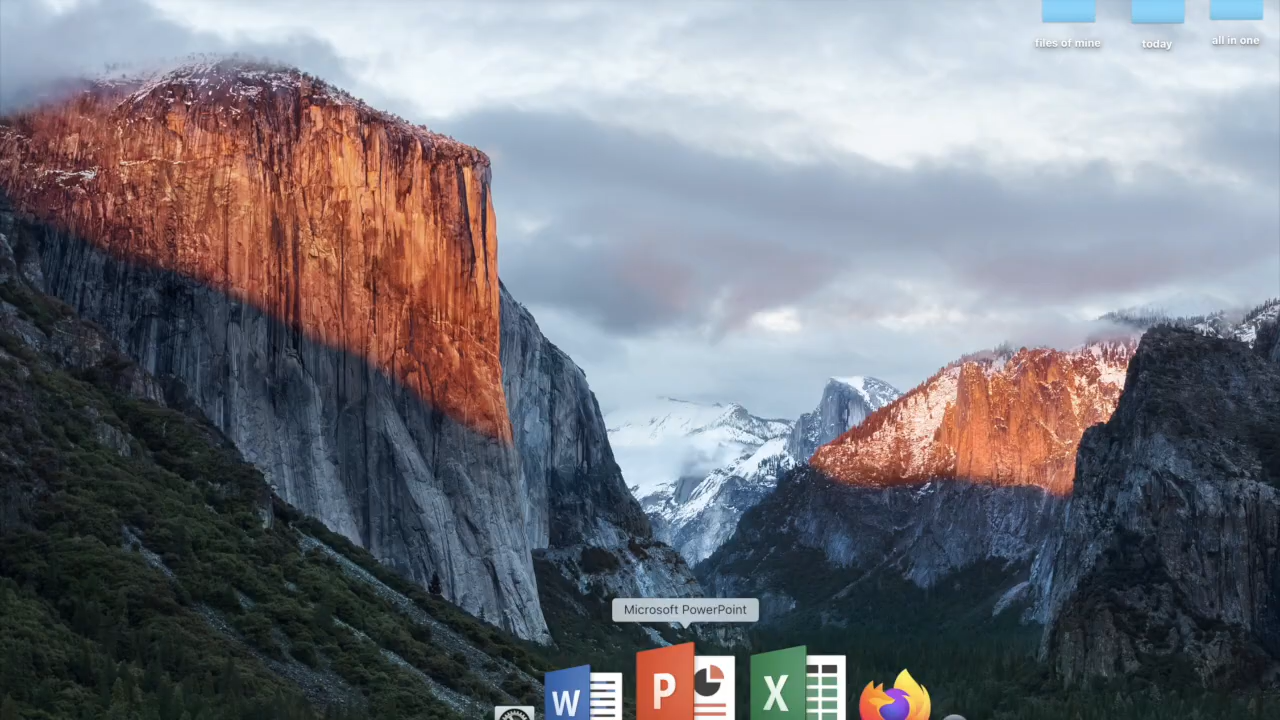 files of mine
today
all in one
Microsoft PowerPoint
W
P
X